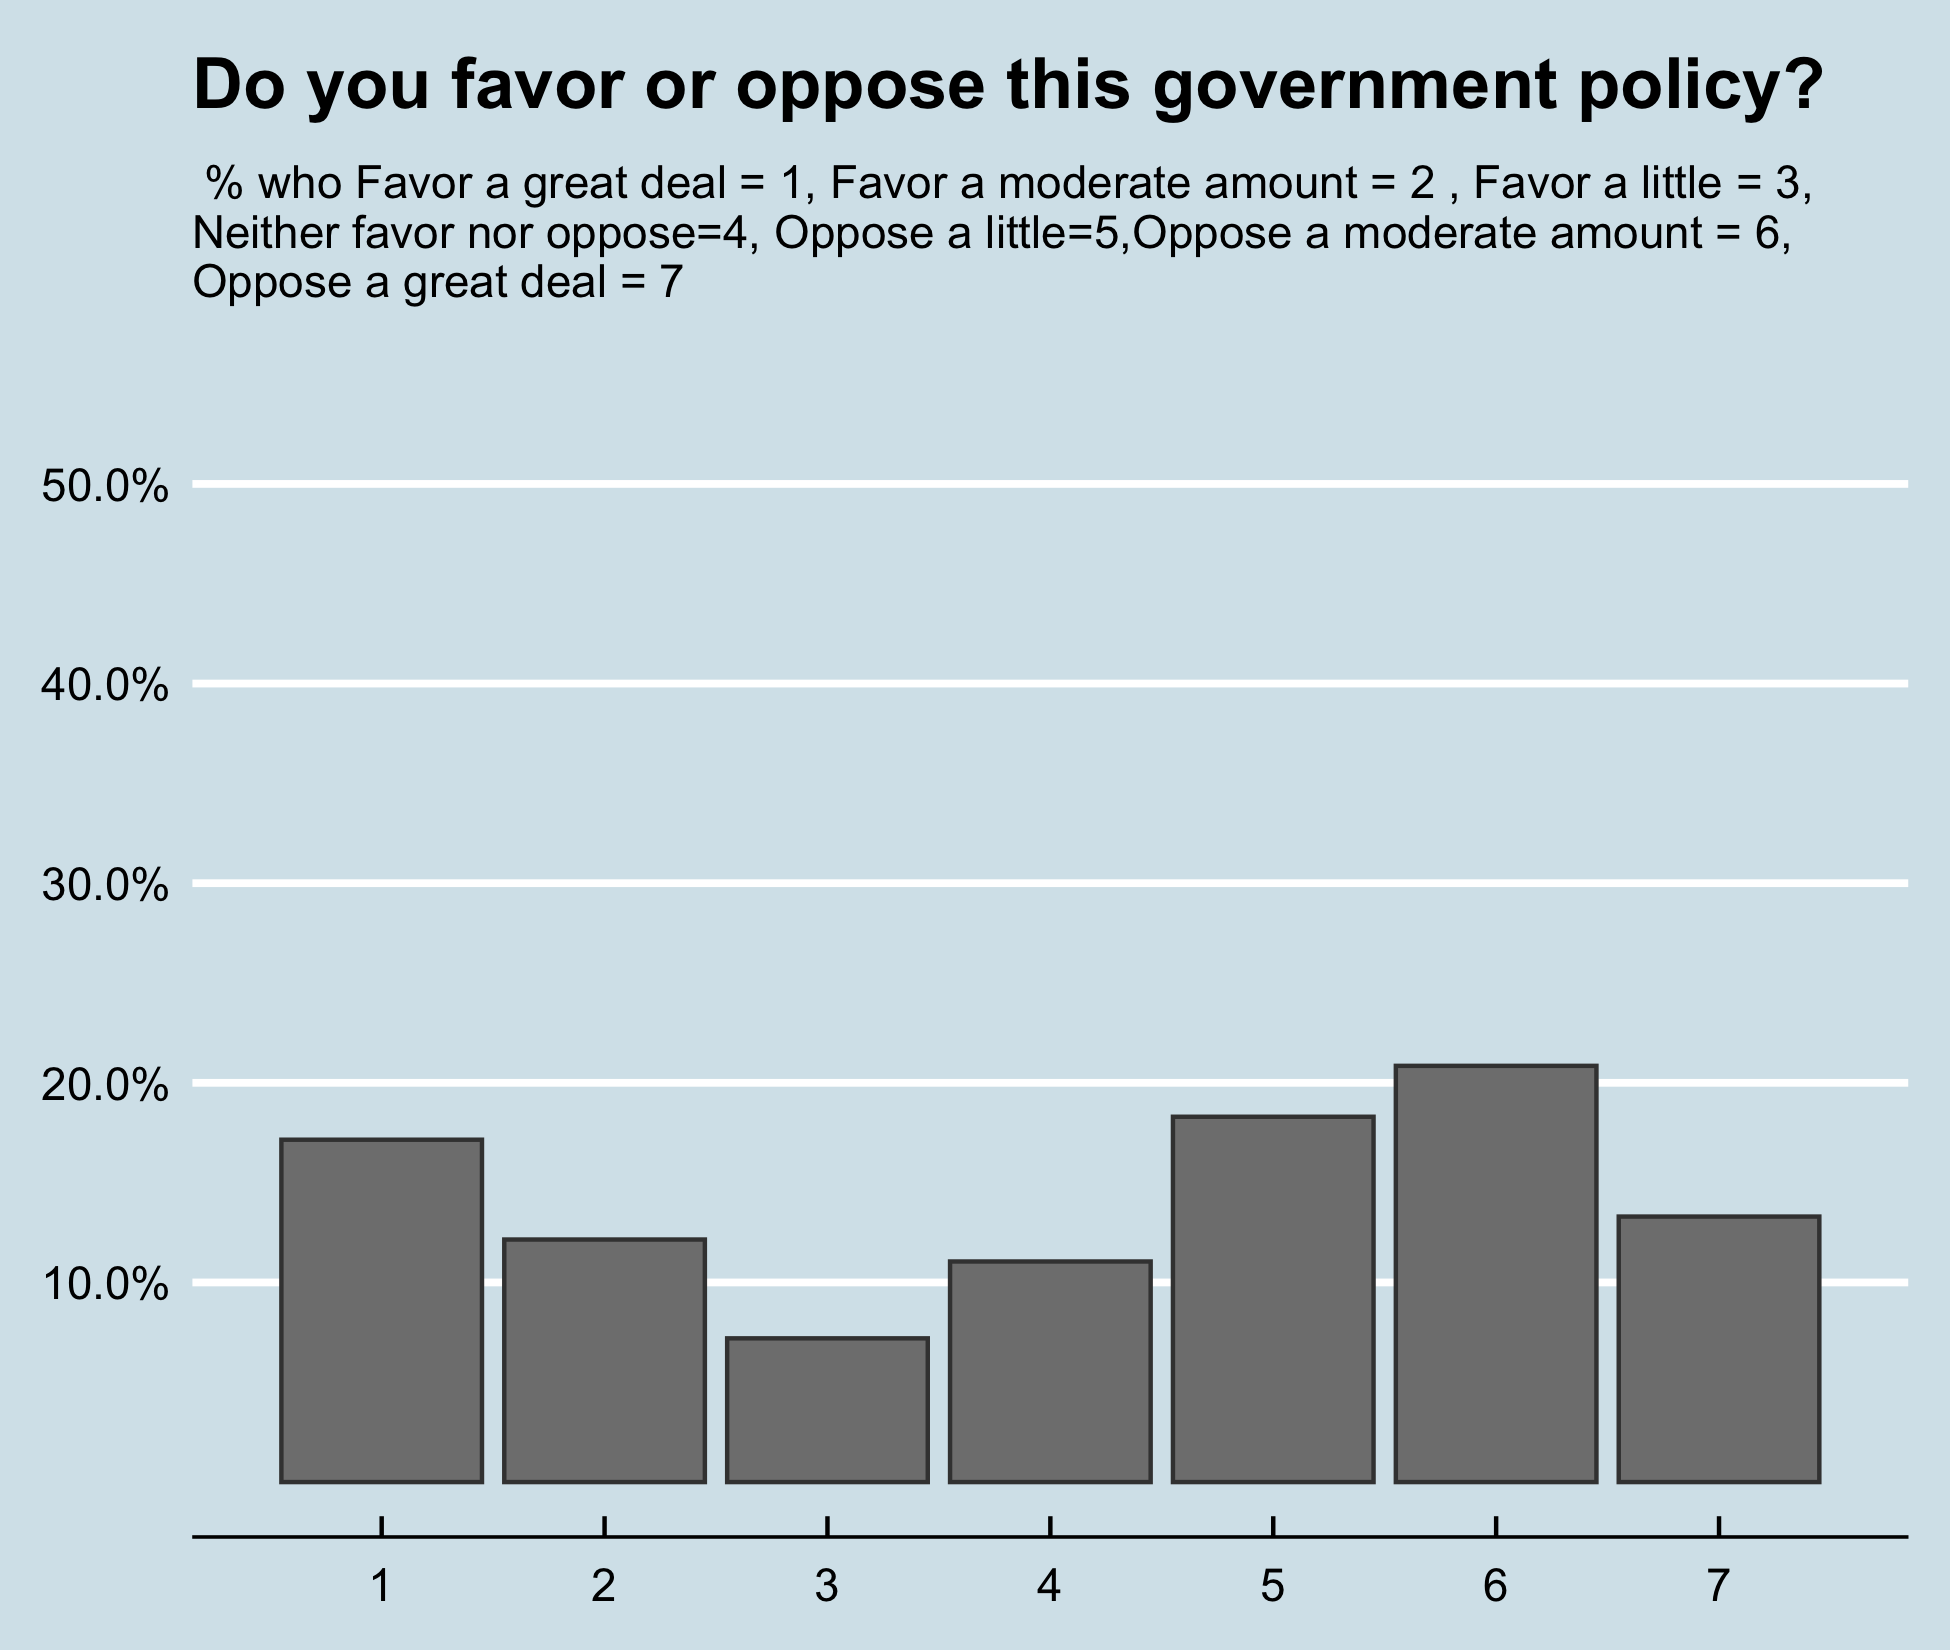 Do you favor or oppose this government policy?
% who Favor a great deal = 1, Favor a moderate amount = 2 , Favor a little = 3,
Neither favor nor oppose=4, Oppose a little=5,Oppose a moderate amount = 6,
Oppose a great deal = 7
50.0%
40.0%
30.0%
20.0%
10.0%
1 2 3 4 5 6 7